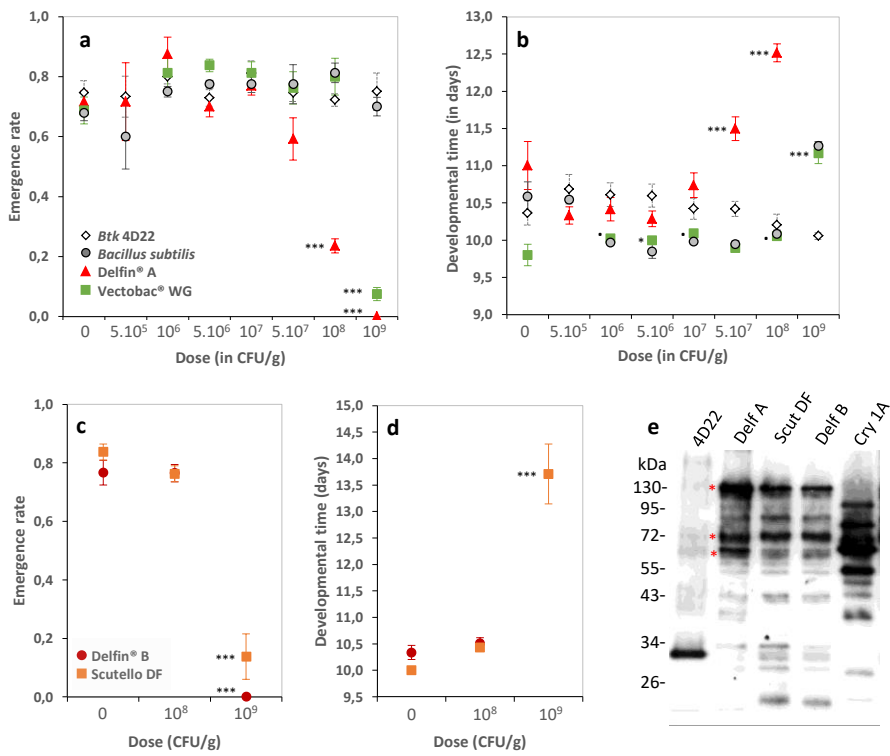 a
1,0
0,8
0,6
0,4
0,2
0,0
Emergence rate
Btk 4D22
Bacillus subtilis
Delfin® A
Vectobac® WG
***
***
***
0 5.10⁵ 10⁶ 5.10⁶ 10⁷ 5.10⁷ 10⁸ 10⁹
Dose (in CFU/g)
b
13,0
12,5
12,0
11,5
11,0
10,5
10,0
9,5
9,0
Developmental time (in days)
***
***
***
*
0 5.10⁵ 10⁶ 5.10⁶ 10⁷ 5.10⁷ 10⁸ 10⁹
Dose (in CFU/g)
c
1,0
0,8
0,6
0,4
0,2
0,0
Emergence rate
Delfin® B
Scutello DF
***
***
0 10⁸ 10⁹
Dose (CFU/g)
d
15,0
14,5
14,0
13,5
13,0
12,5
12,0
11,5
11,0
10,5
10,0
9,5
Developmental time (days)
***
0 10⁸ 10⁹
Dose (CFU/g)
e
4D22 Delf A Scut DF Delf B Cry 1A
kDa
130-
95-
72-
55-
43-
34-
26-
*
*
*